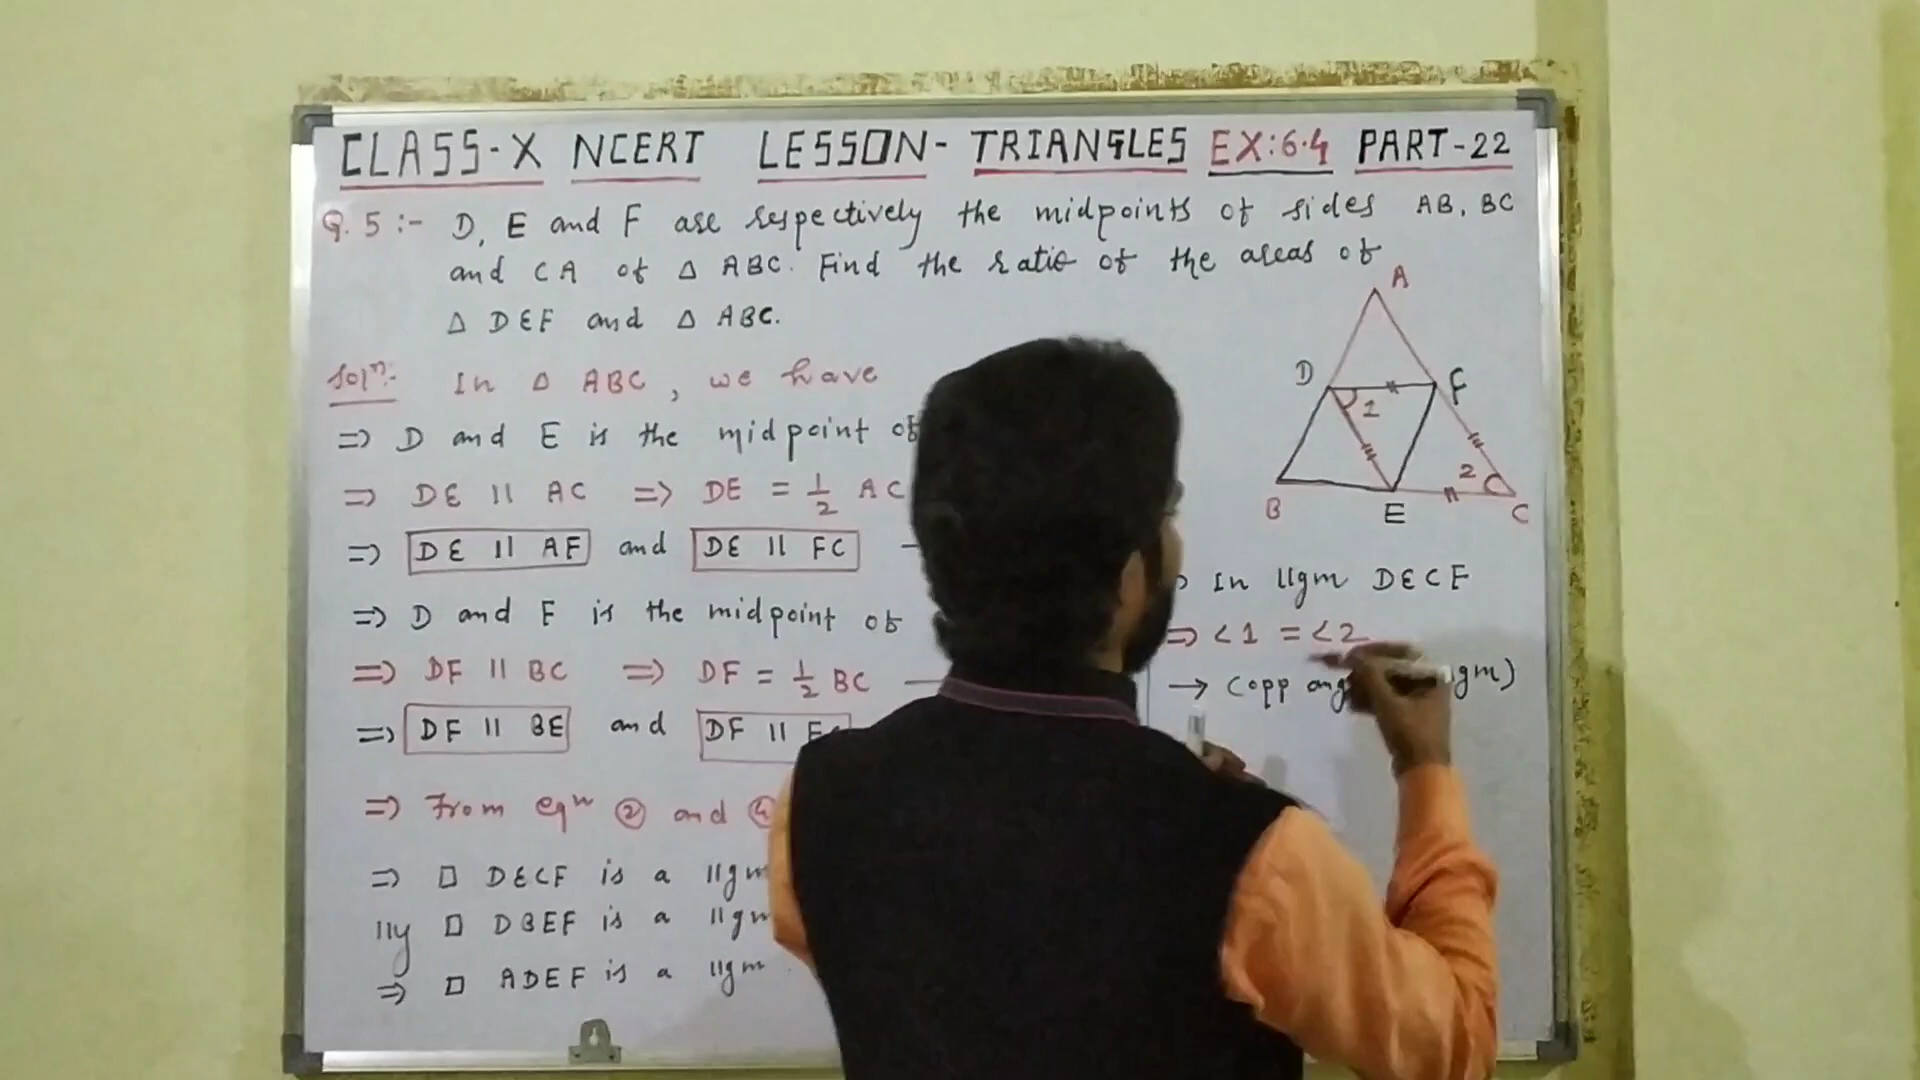 CLASS-X NCERT LESSON- TRIANGLES EX:6.4 PART-22
Q.5:- D, E and F are respectively the midpoints of sides AB, BC
and CA of Δ ABC. Find the ratio of the areas of
Δ DEF and Δ ABC.
Solⁿ:- In Δ ABC, we have
=> D and E is the midpoint of
=> DE || AC => DE = 1/2 AC
=> DE || AF and DE || FC
=> D and F is the midpoint of
=> DF || BC => DF = 1/2 BC
=> DF || BE and DF ||
=> From eqⁿ ② and ④
=> □ DECF is a ||gm
||ly □ DBEF is a ||gm
=> □ ADEF is a ||gm
A
D
F
1
2
B
E
C
In ||gm DECF
=> <1 = <2
→ (opp